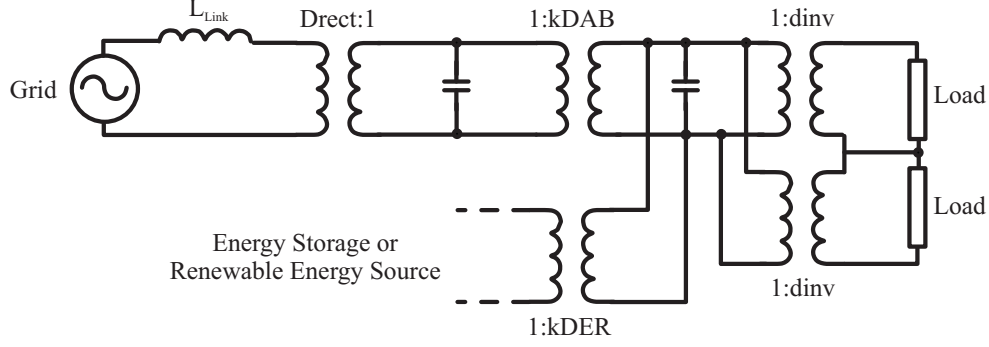 L_Link
Drect:1
1:kDAB
1:dinv
Grid
Load
Load
Energy Storage or
Renewable Energy Source
1:dinv
1:kDER